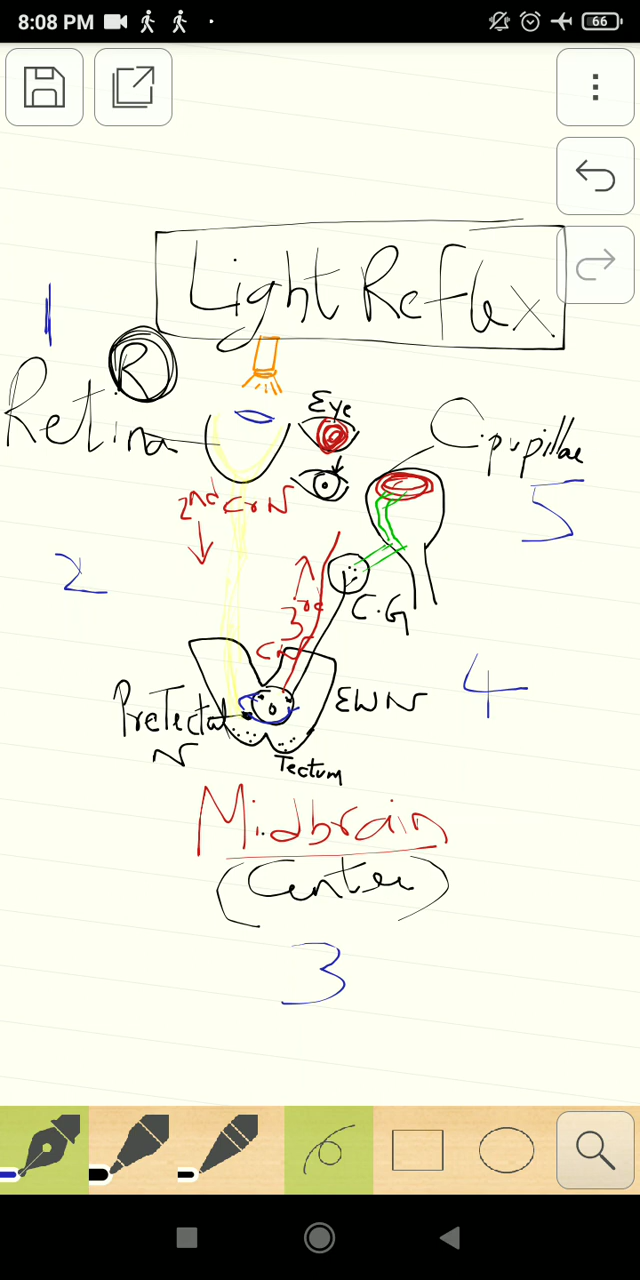 8:08 PM
66
Light Reflex
1
R
Retina
Eye
C.pupillae
2nd Cr N
5
2
3rd
C.G
EWN
4
PreTectal
N
Tectum
Midbrain
(Center)
3